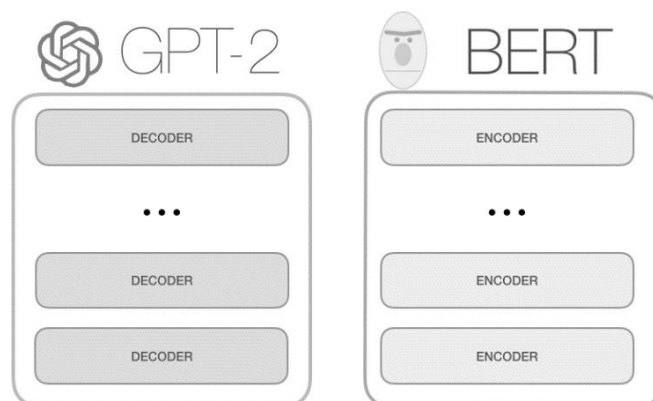 GPT-2
DECODER
...
DECODER
DECODER
BERT
ENCODER
...
ENCODER
ENCODER